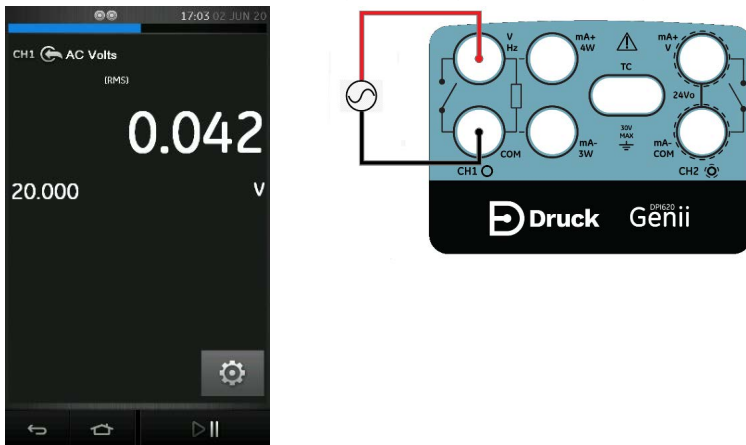 17:03 02 JUN 20
CH1 AC Volts
(RMS)
0.042
20.000 V
V
Hz
mA+
4W
TC
mA+
V
24Vo
30V
MAX
COM
mA-
3W
mA-
COM
CH1
CH2
Druck
DPI620
Genii